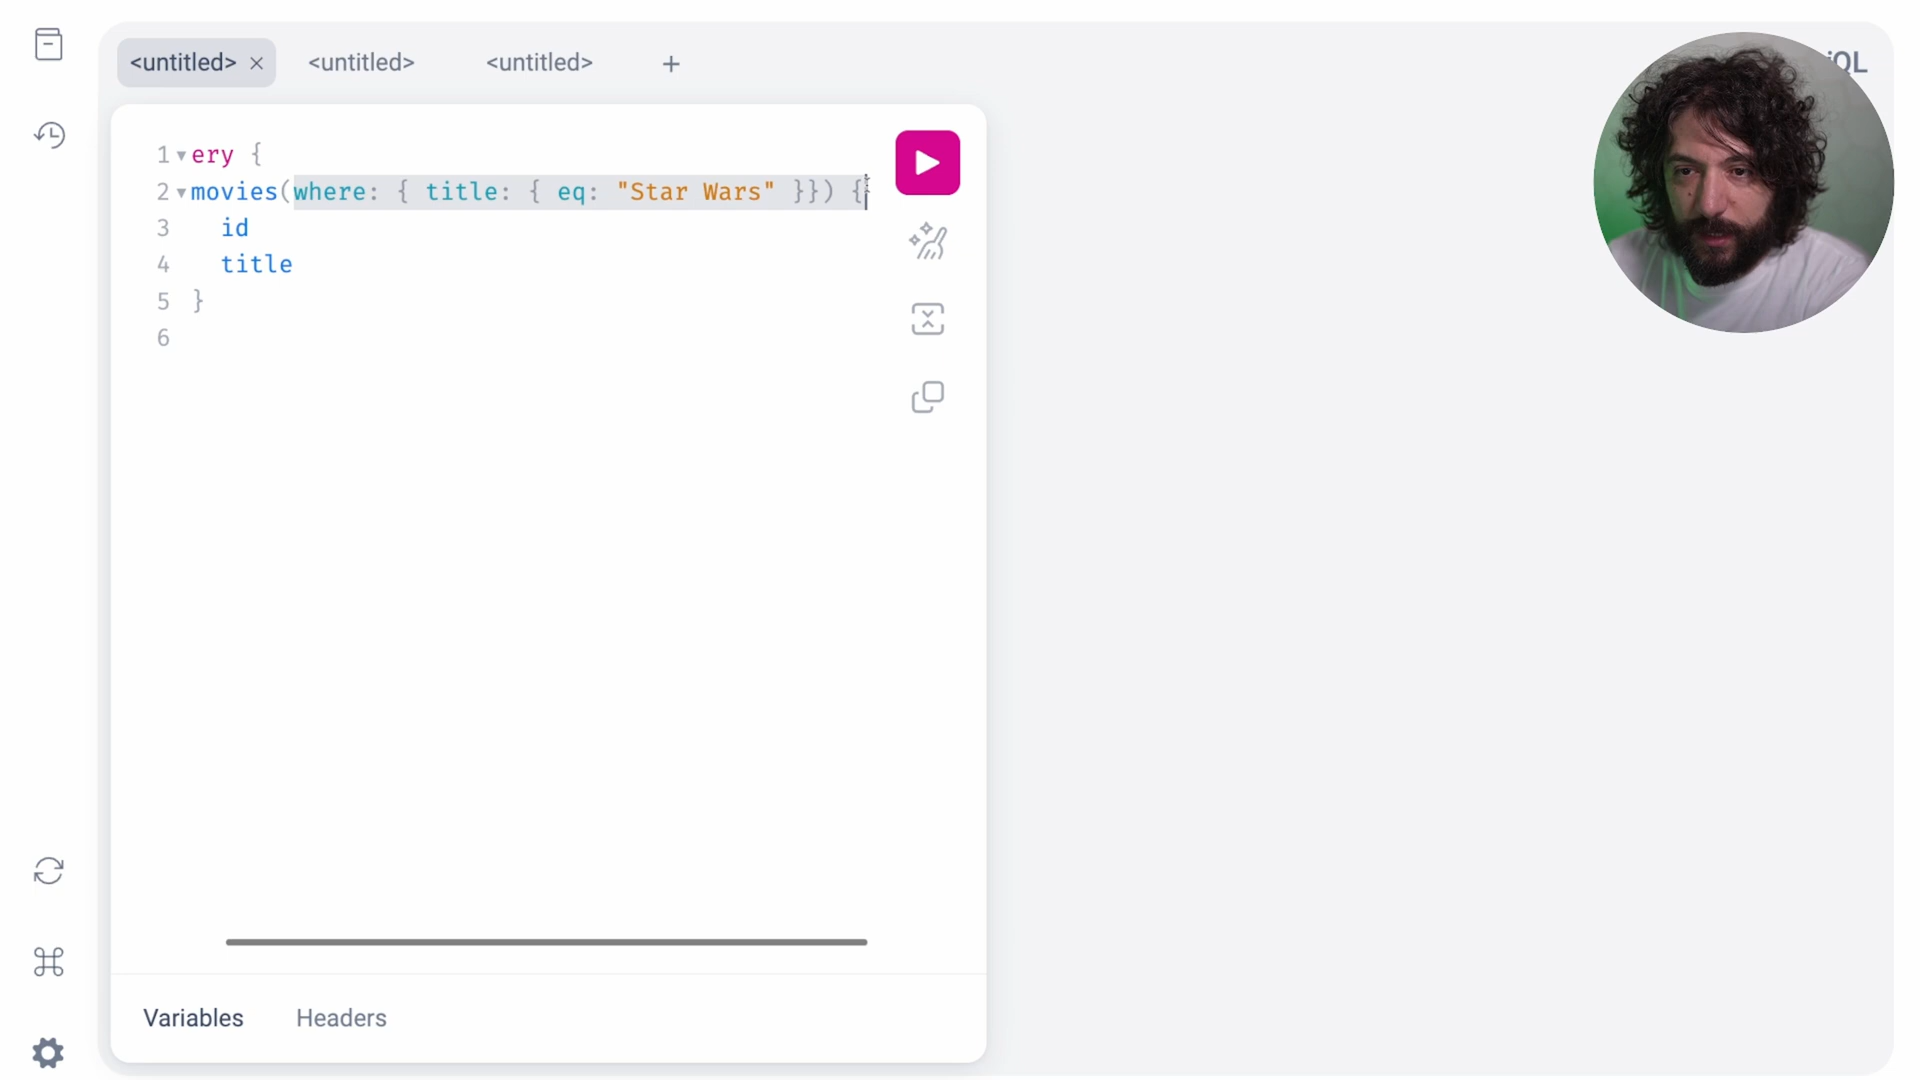 <untitled> × <untitled> <untitled> +
iQL
1 ery {
2 movies(where: { title: { eq: "Star Wars" }}) {
3 id
4 title
5 }
6
Variables Headers